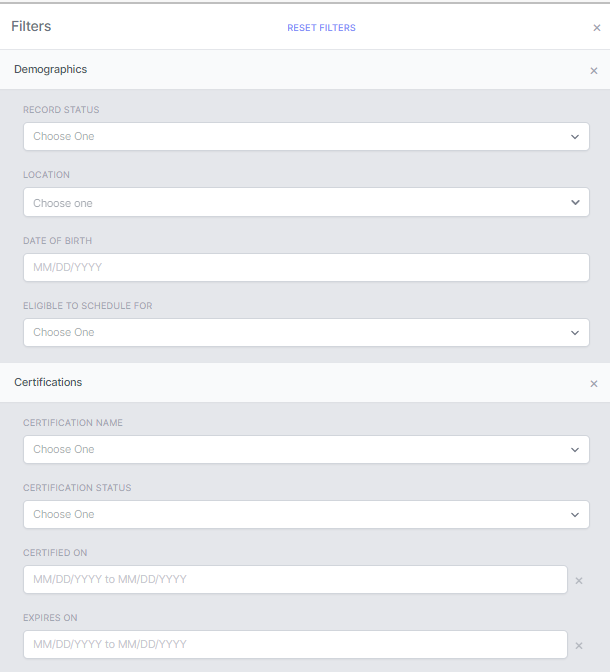 Filters
RESET FILTERS
Demographics
RECORD STATUS
Choose One
LOCATION
Choose one
DATE OF BIRTH
MM/DD/YYYY
ELIGIBLE TO SCHEDULE FOR
Choose One
Certifications
CERTIFICATION NAME
Choose One
CERTIFICATION STATUS
Choose One
CERTIFIED ON
MM/DD/YYYY to MM/DD/YYYY
EXPIRES ON
MM/DD/YYYY to MM/DD/YYYY